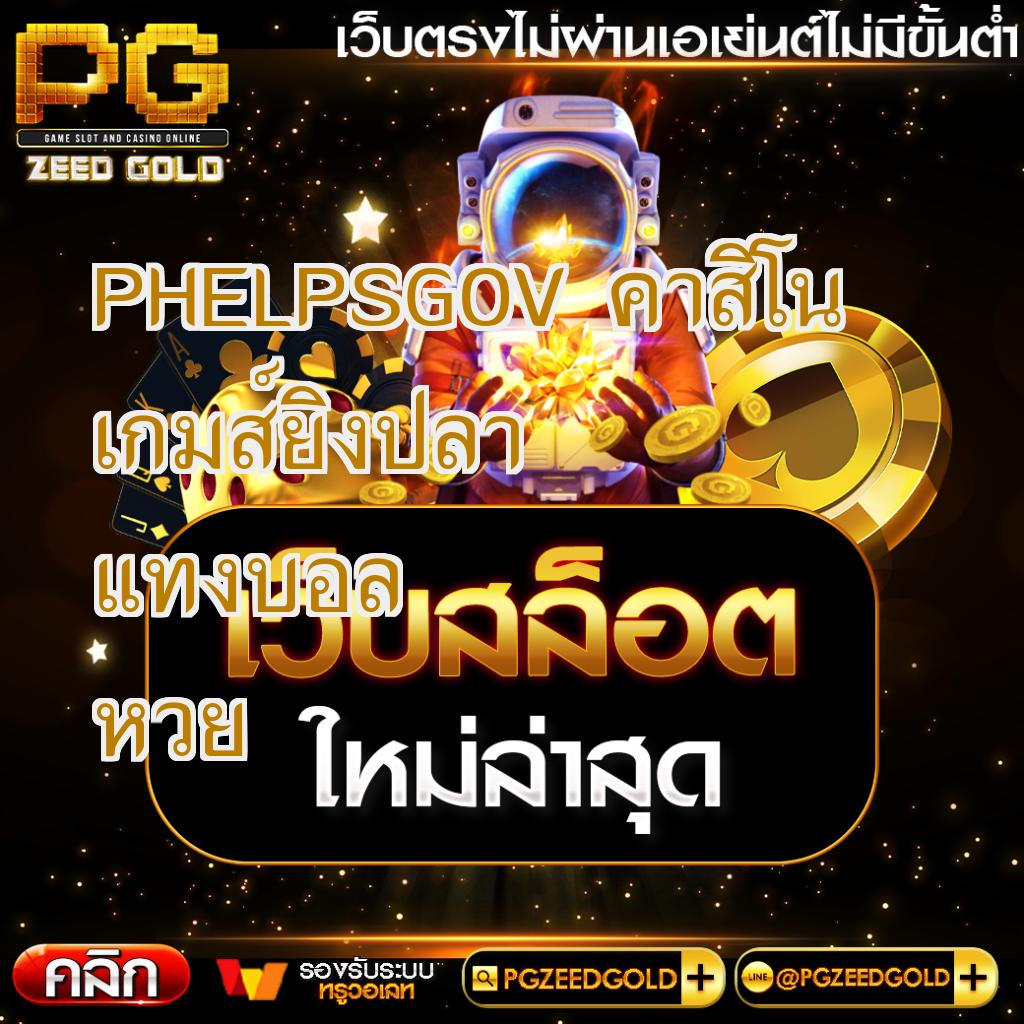 เว็บตรงไม่ผ่านเอเย่นต์ไม่มีขั้นต่ำ
PG
GAME SLOT AND CASINO ONLINE
ZEED GOLD
PHELPSGOV คาสิโน
เกมส์ยิงปลา
แทงบอล
เว็บสล็อต
หวย
ใหม่ล่าสุด
คลิก
รองรับระบบ
ทรูวอเลท
PGZEEDGOLD
LINE @PGZEEDGOLD